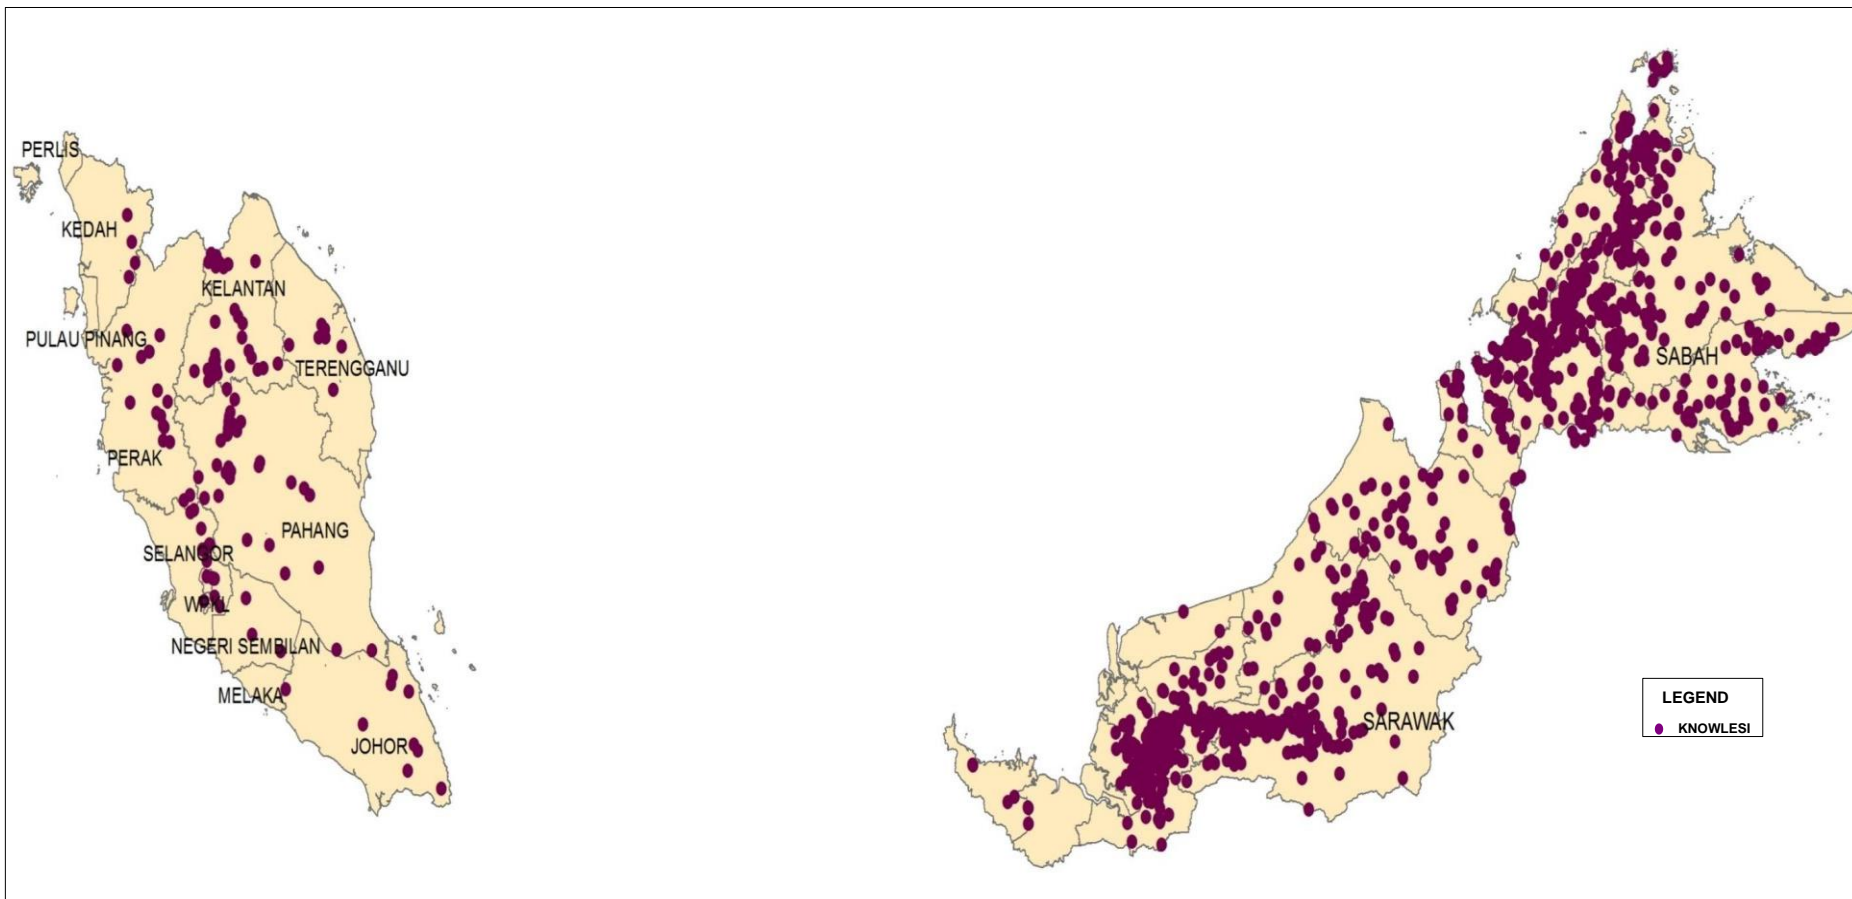 PERLIS
KEDAH
KELANTAN
PULAU PINANG
TERENGGANU
PERAK
PAHANG
SELANGOR
WPKL
NEGERI SEMBILAN
MELAKA
JOHOR
SABAH
SARAWAK
LEGEND
KNOWLESI